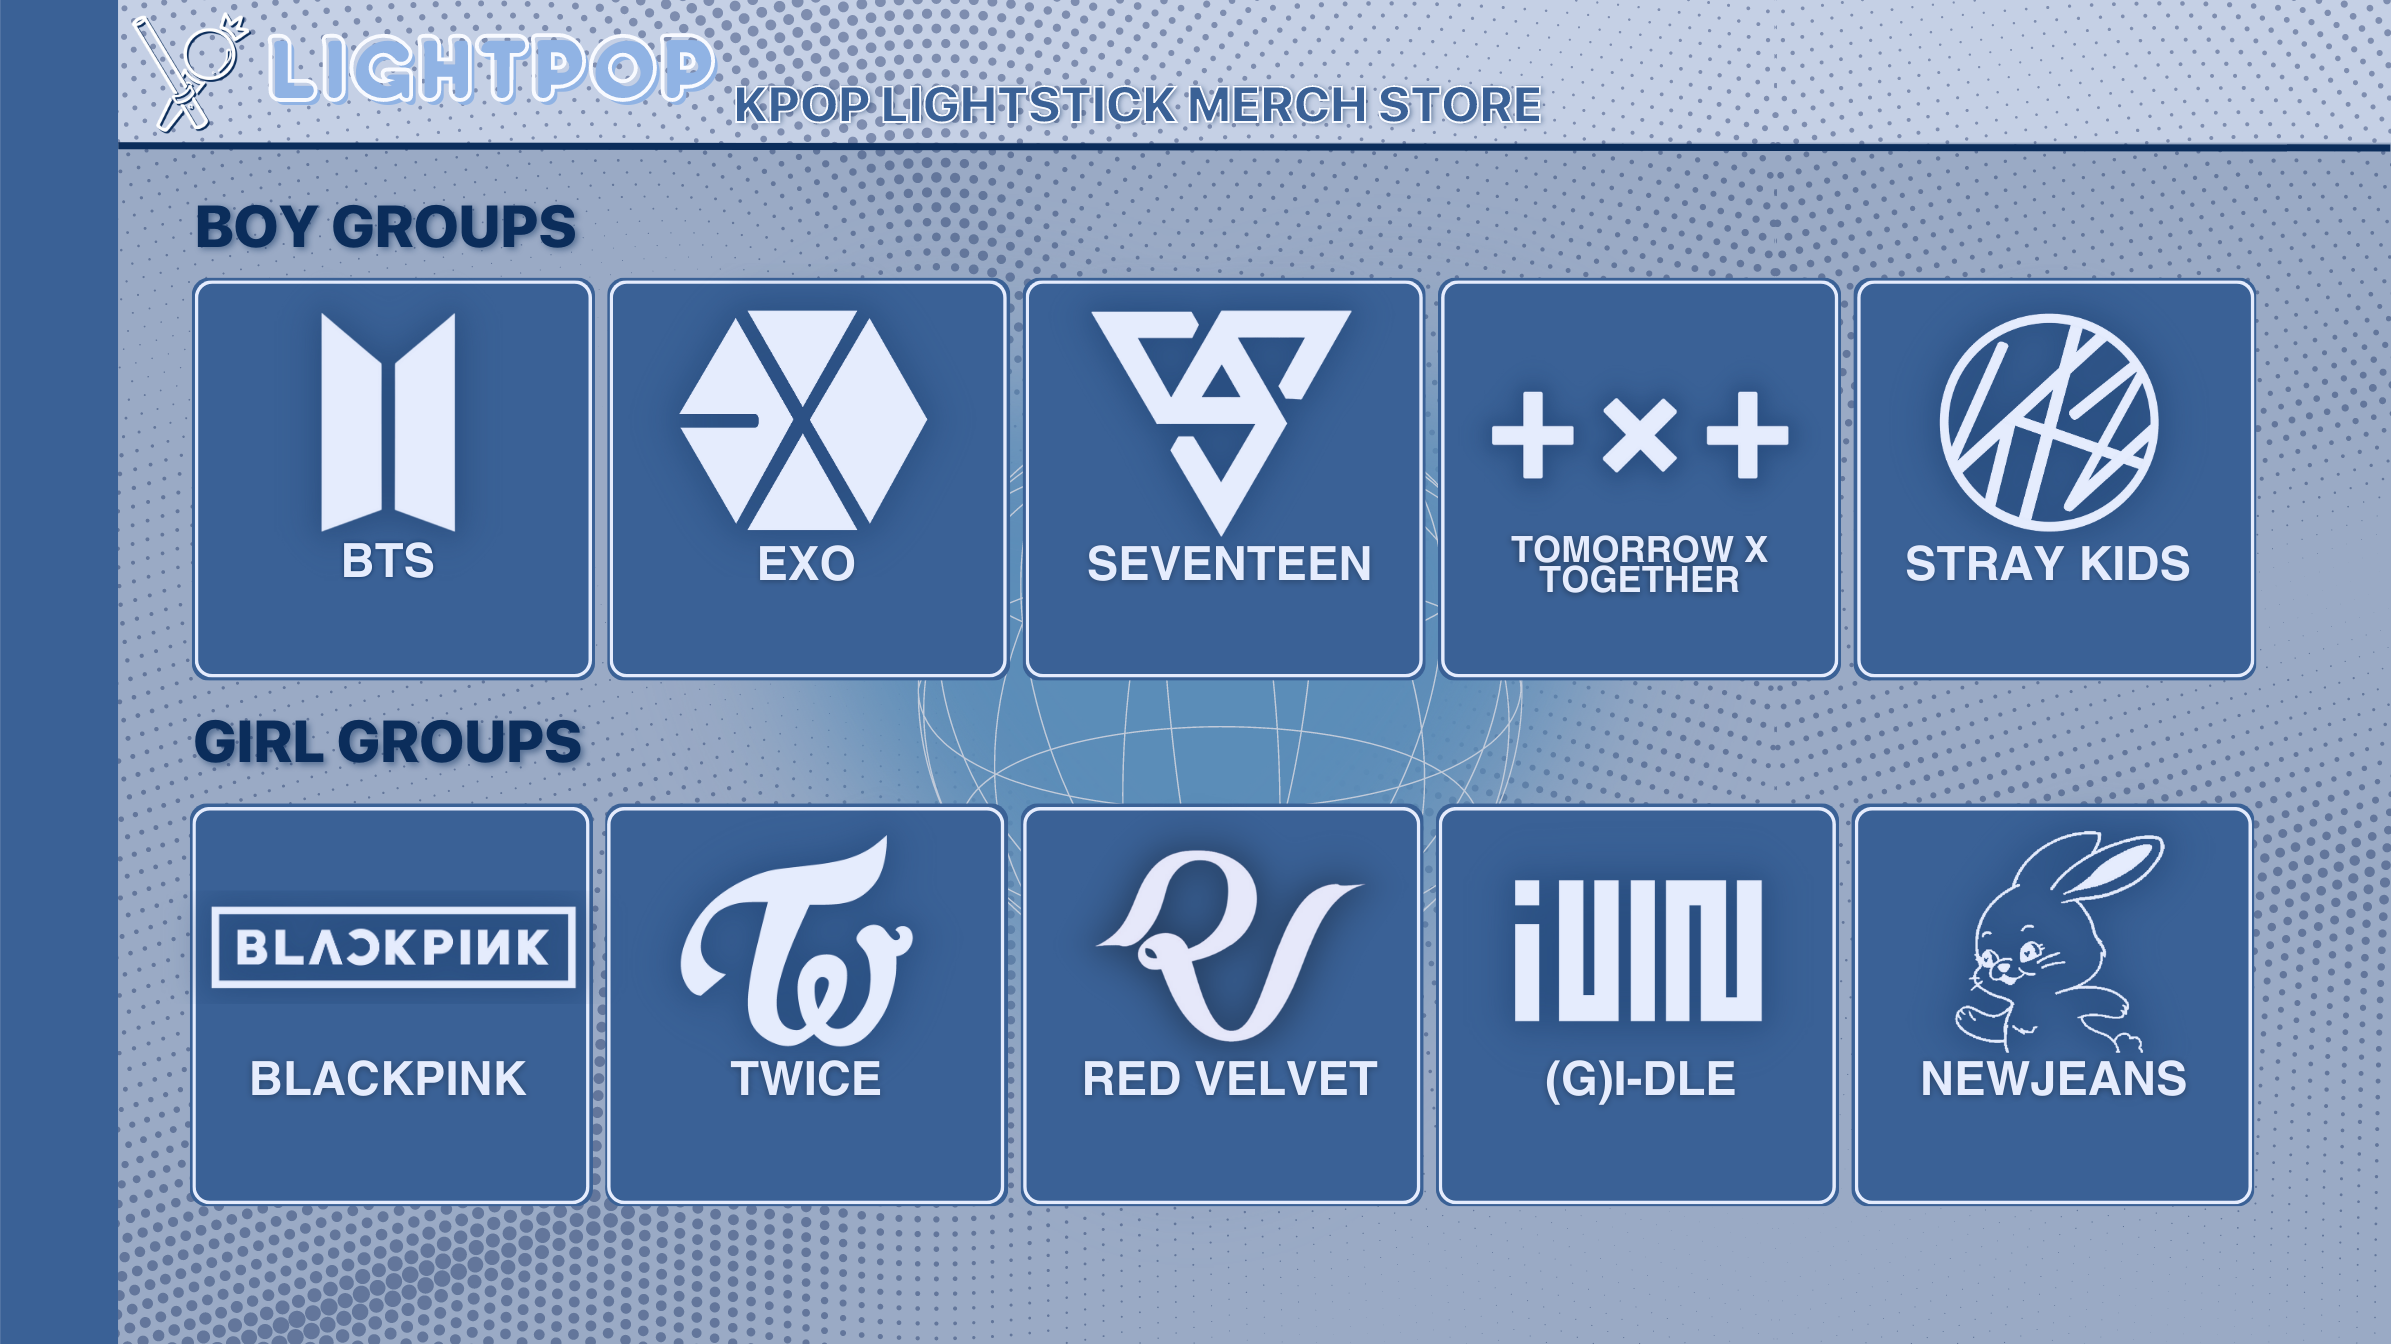 LIGHTPOP
KPOP LIGHTSTICK MERCH STORE
BOY GROUPS
BTS
EXO
SEVENTEEN
+×+
TOMORROW X
TOGETHER
STRAY KIDS
GIRL GROUPS
BLACKPINK
BLACKPINK
TWICE
RED VELVET
(G)I-DLE
NEWJEANS